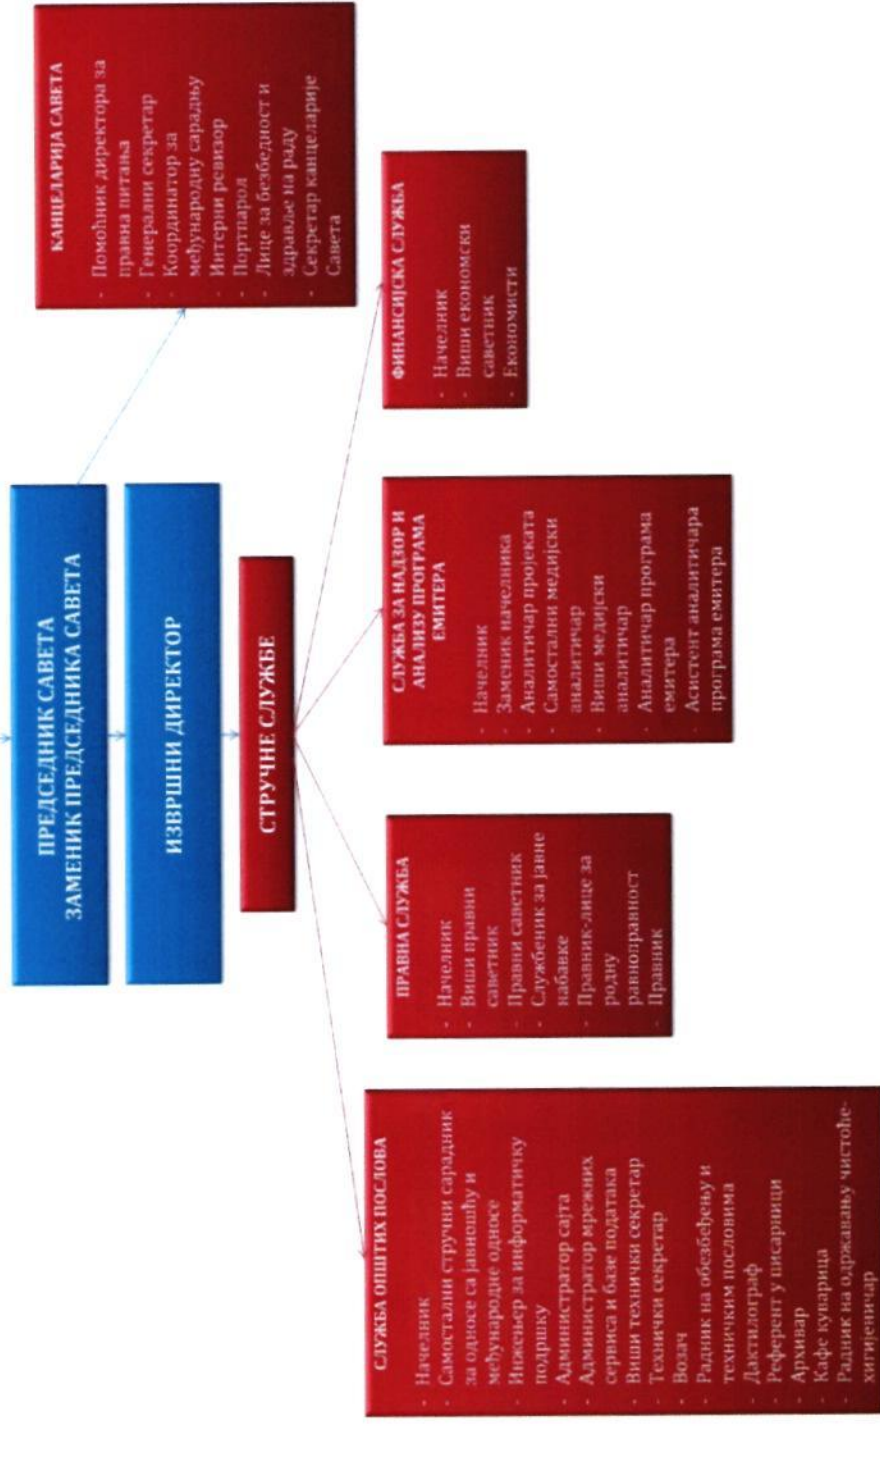 ПРЕДСЕДНИК САВЕТА
ЗАМЕНИК ПРЕДСЕДНИКА САВЕТА
ИЗВРШНИ ДИРЕКТОР
КАНЦЕЛАРИЈА САВЕТА
- Помоћник директора за
правна питања
- Генерални секретар
- Координатор за
међународну сарадњу
- Интерни ревизор
- Портпарол
- Лице за безбедност и
здравље на раду
- Секретар канцеларије
Савета
СТРУЧНЕ СЛУЖБЕ
СЛУЖБА ОПШТИХ ПОСЛОВА
- Начелник
- Самостални стручни сарадник
за односе са јавношћу и
међународне односе
- Инжењер за информатичку
подршку
- Администратор сајта
- Администратор мрежних
сервиса и базе података
- Виши технички секретар
- Технички секретар
- Возач
- Радник на обезбеђењу и
техничким пословима
- Дактилограф
- Референт у писарници
- Архивар
- Кафе куварица
- Радник на одржавању чистоће-
хигијеничар
ПРАВНА СЛУЖБА
- Начелник
- Виши правни
саветник
- Правни саветник
- Службеник за јавне
набавке
- Правник-лице за
родну
равноправност
- Правник
СЛУЖБА ЗА НАДЗОР И
АНАЛИЗУ ПРОГРАМА
ЕМИТЕРА
- Начелник
- Заменик начелника
- Аналитичар пројеката
- Самостални медијски
аналитичар
- Виши медијски
аналитичар
- Аналитичар програма
емитера
- Асистент аналитичара
програма емитера
ФИНАНСИЈСКА СЛУЖБА
- Начелник
- Виши економски
саветник
- Економисти